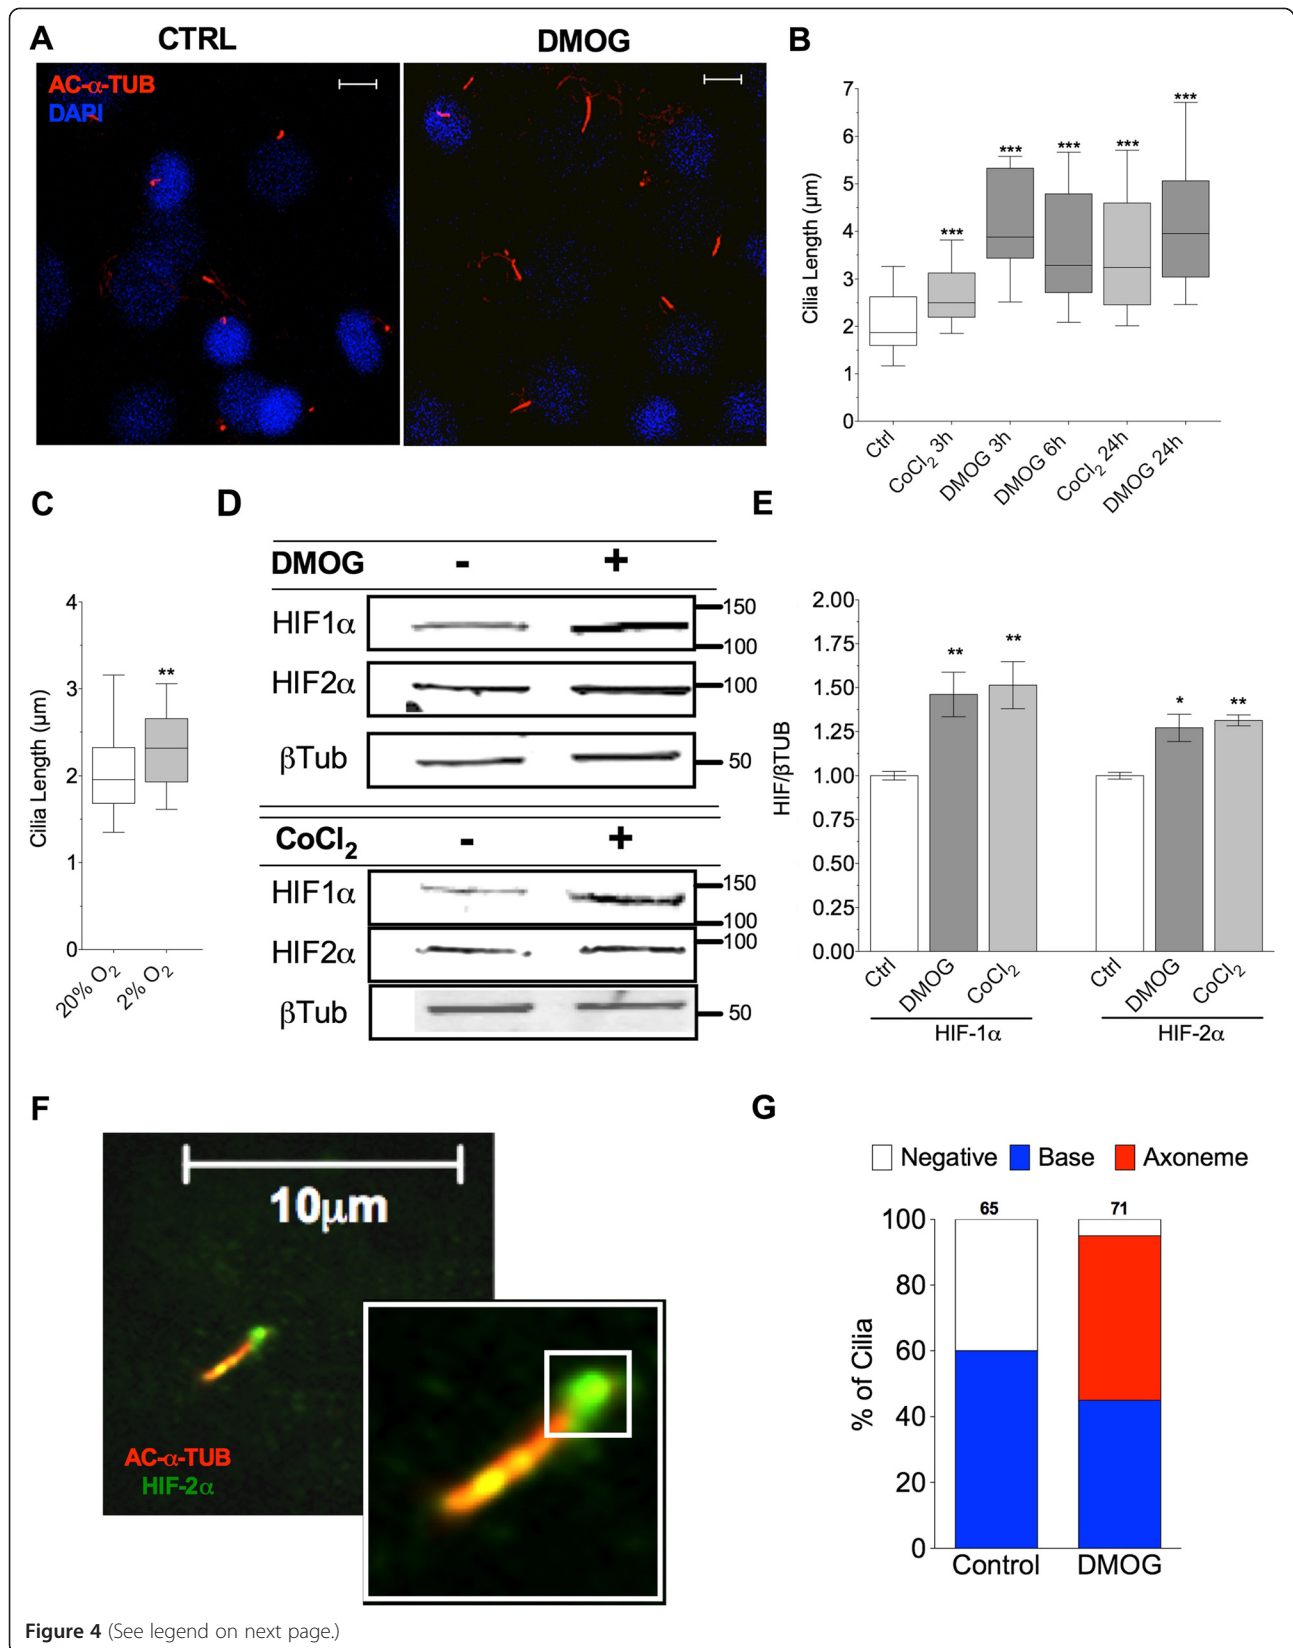 A
CTRL
DMOG
AC-α-TUB
DAPI
B
Cilia Length (µm)
7
6
5
4
3
2
1
0
***
***
***
***
***
Ctrl
CoCl2 3h
DMOG 3h
DMOG 6h
CoCl2 24h
DMOG 24h
C
Cilia Length (µm)
4
3
2
1
0
**
20% O2
2% O2
D
DMOG - +
HIF1α
150
100
HIF2α
100
βTub
50
CoCl2 - +
HIF1α
150
100
HIF2α
100
βTub
50
E
HIF/βTUB
2.00
1.75
1.50
1.25
1.00
0.75
0.50
0.25
0.00
**
**
*
**
Ctrl
DMOG
CoCl2
Ctrl
DMOG
CoCl2
HIF-1α
HIF-2α
F
10µm
AC-α-TUB
HIF-2α
G
Negative Base Axoneme
% of Cilia
100
80
60
40
20
0
65
71
Control
DMOG
Figure 4 (See legend on next page.)